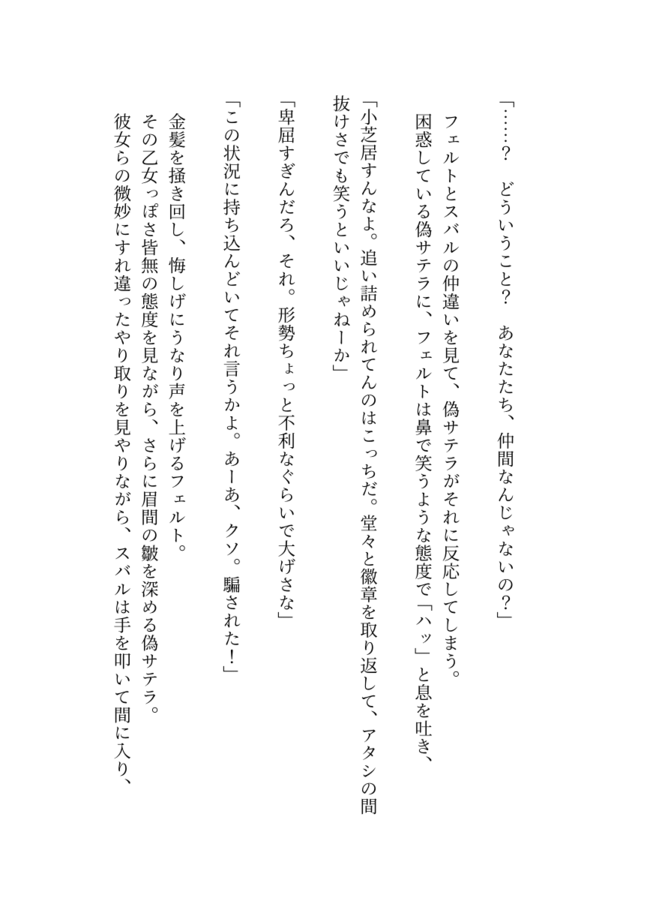 「……？　どういうこと？　あなたたち、仲間なんじゃないの？」
フェルトとスバルの仲違いを見て、偽サテラがそれに反応してしまう。
困惑している偽サテラに、フェルトは鼻で笑うような態度で「ハッ」と息を吐き、
「小芝居すんなよ。追い詰められてんのはこっちだ。堂々と徽章を取り返して、アタシの間
抜けさでも笑うといいじゃねーか」
「卑屈すぎんだろ、それ。形勢ちょっと不利なぐらいで大げさな」
「この状況に持ち込んどいてそれ言うかよ。あーあ、クソ。騙された！」
金髪を掻き回し、悔しげにうなり声を上げるフェルト。
その乙女っぽさ皆無の態度を見ながら、さらに眉間の皺を深める偽サテラ。
彼女らの微妙にすれ違ったやり取りを見やりながら、スバルは手を叩いて間に入り、